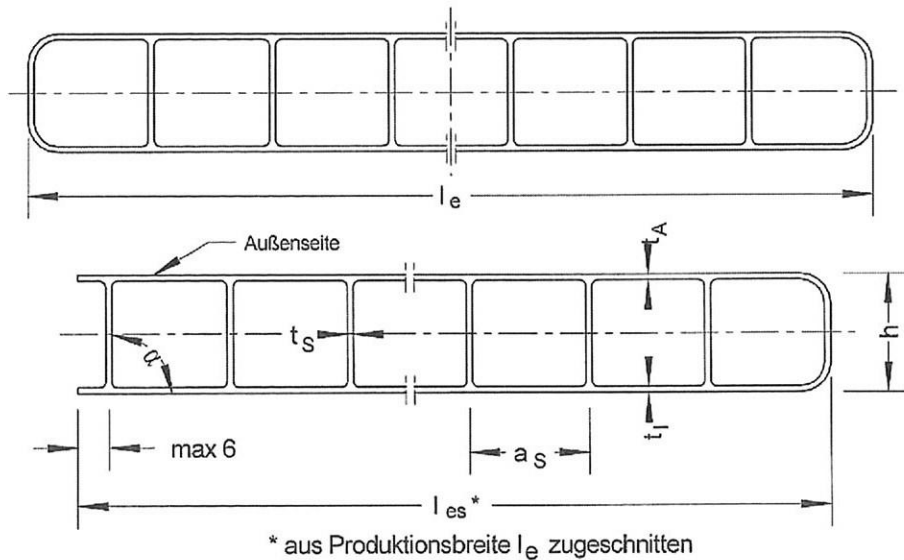 l e
Außenseite
t A
t S
α
h
max 6
a S
t I
l es *
* aus Produktionsbreite l e zugeschnitten